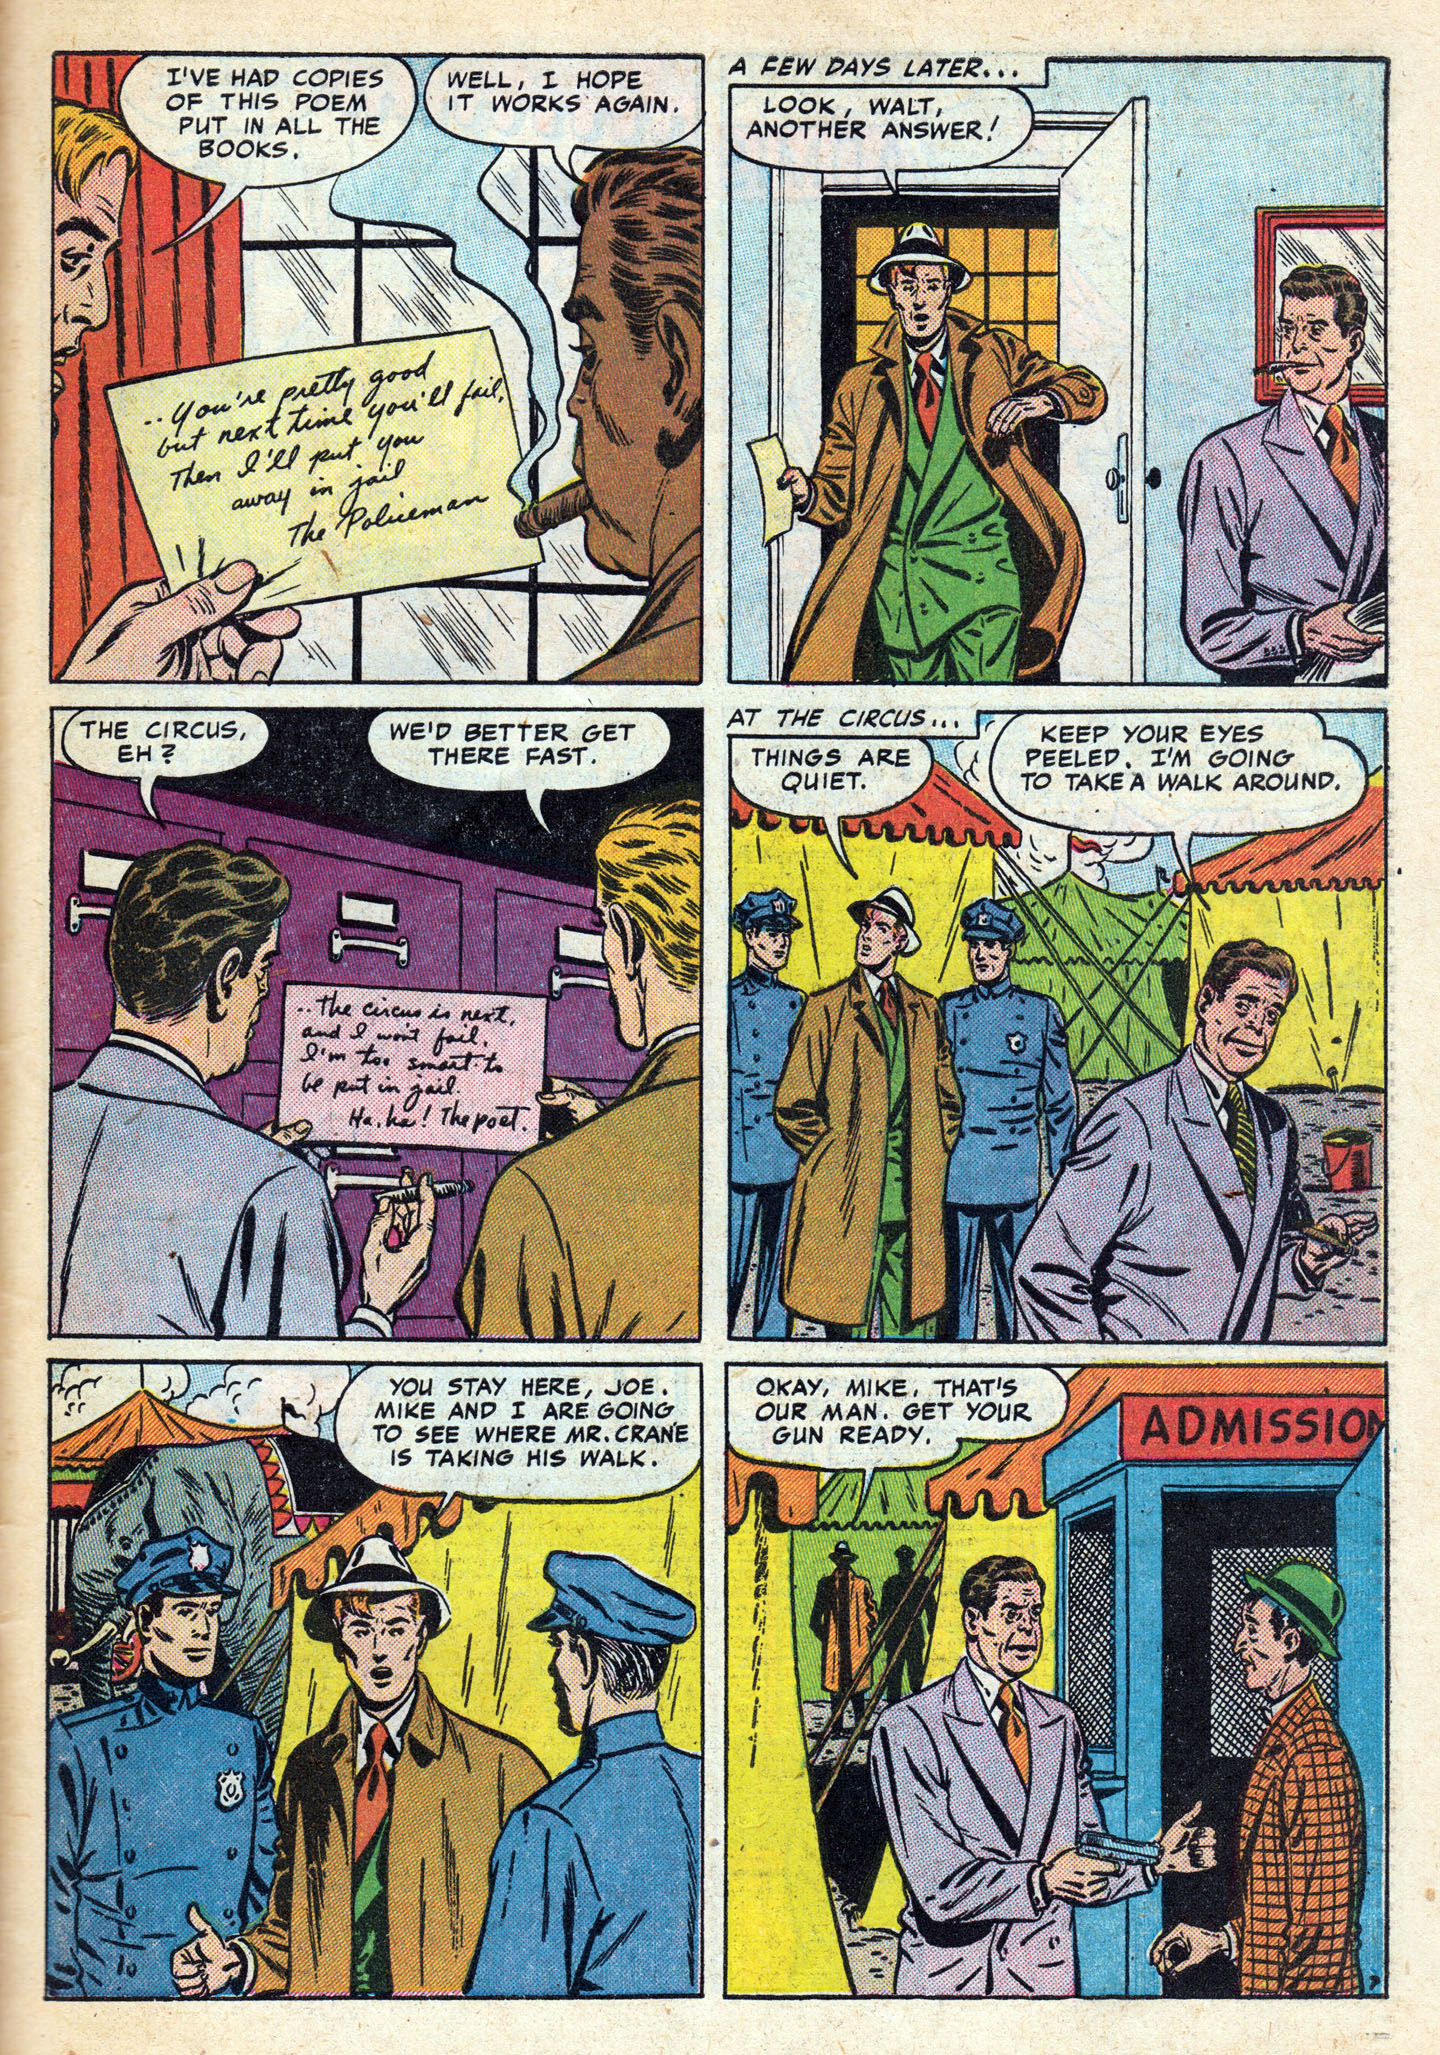 I'VE HAD COPIES
OF THIS POEM
PUT IN ALL THE
BOOKS.
WELL, I HOPE
IT WORKS AGAIN.
..You're pretty good
but next time you'll fail,
Then I'll put you
away in jail
The Policeman
A FEW DAYS LATER...
LOOK, WALT,
ANOTHER ANSWER!
THE CIRCUS,
EH?
WE'D BETTER GET
THERE FAST.
..The circus is next,
and I won't fail.
I'm too smart to
be put in jail
Ha, ha! The poet.
AT THE CIRCUS...
THINGS ARE
QUIET.
KEEP YOUR EYES
PEELED. I'M GOING
TO TAKE A WALK AROUND.
YOU STAY HERE, JOE.
MIKE AND I ARE GOING
TO SEE WHERE MR. CRANE
IS TAKING HIS WALK.
OKAY, MIKE, THAT'S
OUR MAN. GET YOUR
GUN READY.
ADMISSION
7